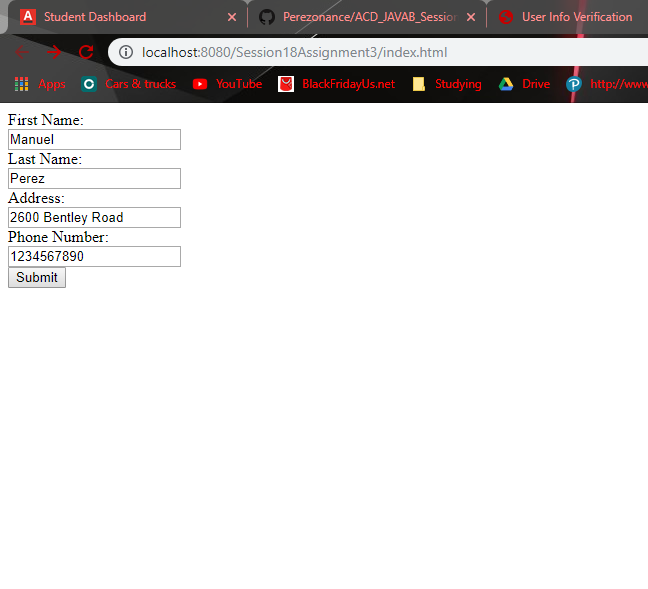 Student Dashboard Perezonance/ACD_JAVAB_Session User Info Verification
localhost:8080/Session18Assignment3/index.html
Apps Cars & trucks YouTube BlackFridayUs.net Studying Drive http://www
First Name:
Manuel
Last Name:
Perez
Address:
2600 Bentley Road
Phone Number:
1234567890
Submit